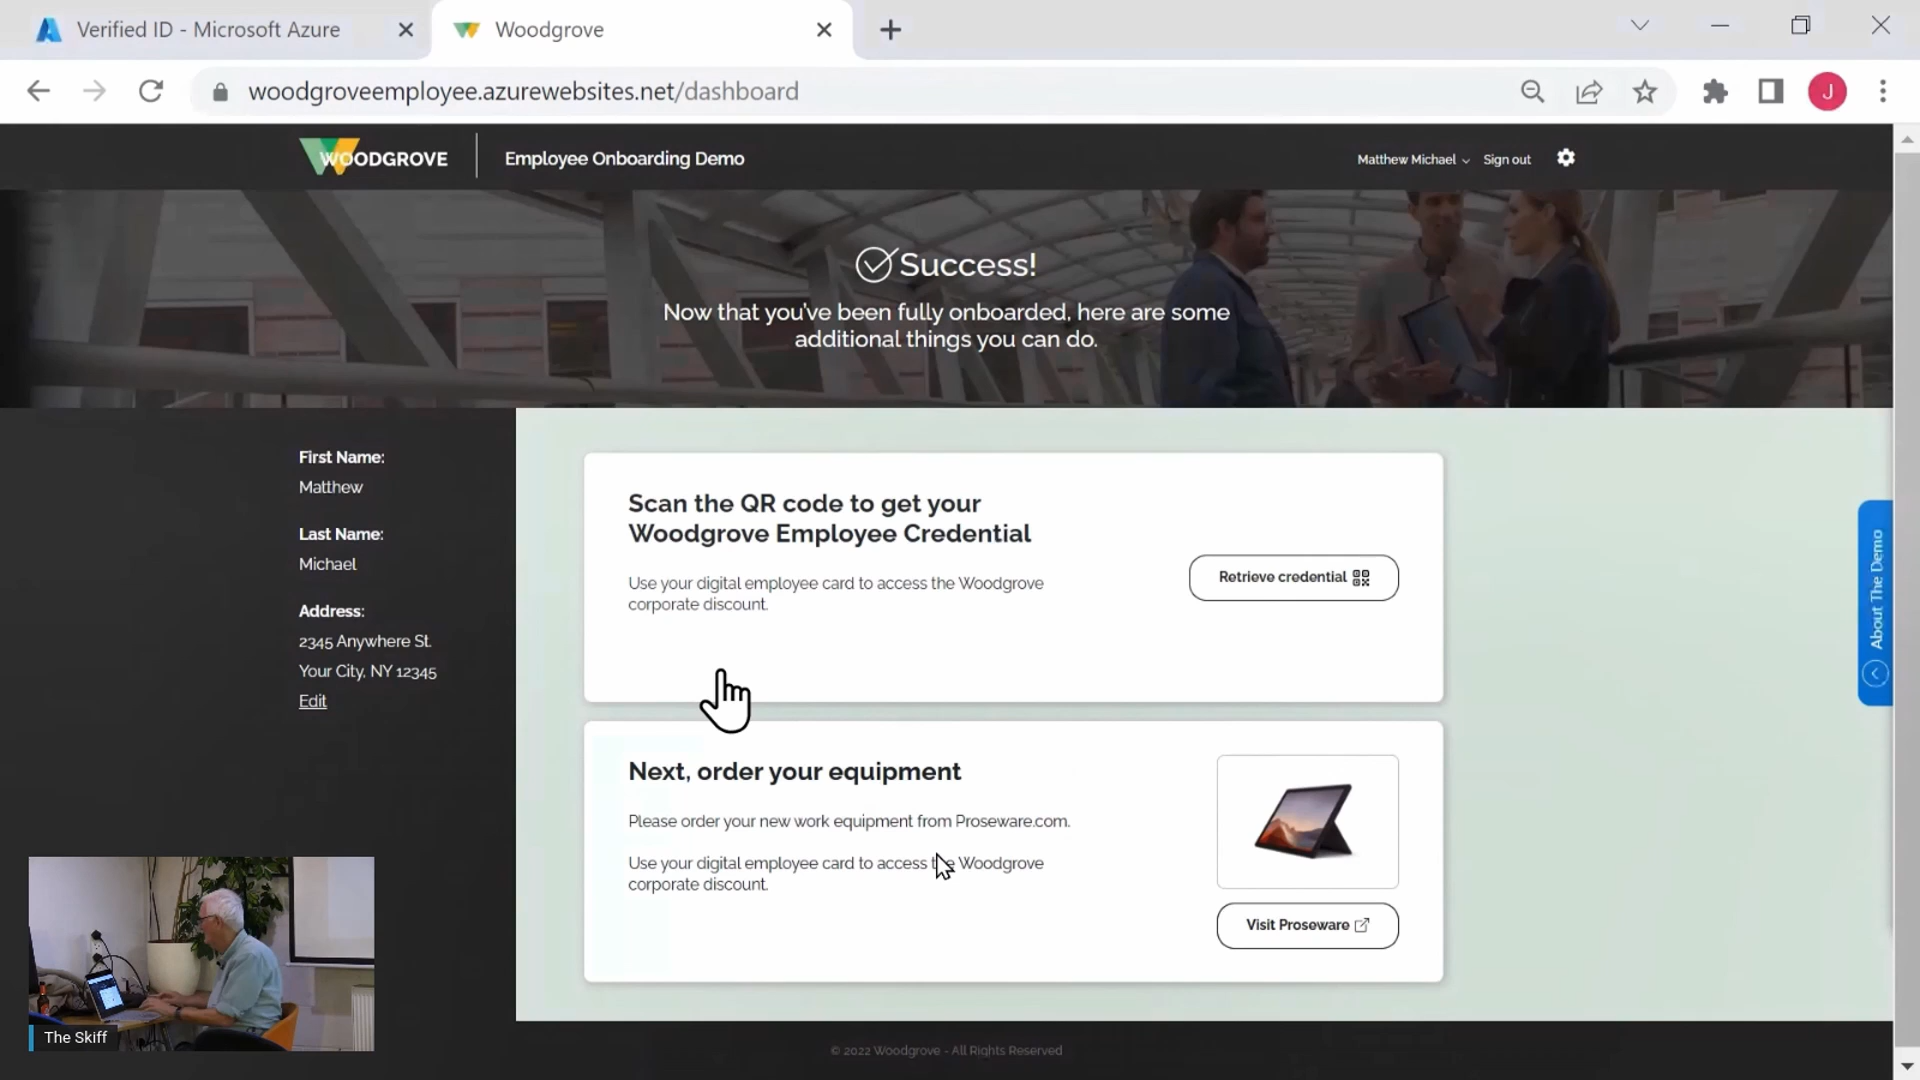 Verified ID - Microsoft Azure
Woodgrove
woodgroveemployee.azurewebsites.net/dashboard
J
WOODGROVE
Employee Onboarding Demo
Matthew Michael
Sign out
Success!
Now that you've been fully onboarded, here are some
additional things you can do.
First Name:
Matthew
Last Name:
Michael
Address:
2345 Anywhere St.
Your City, NY 12345
Edit
Scan the QR code to get your
Woodgrove Employee Credential
Use your digital employee card to access the Woodgrove
corporate discount.
Retrieve credential
Next, order your equipment
Please order your new work equipment from Proseware.com.
Use your digital employee card to access the Woodgrove
corporate discount.
Visit Proseware
About The Demo
The Skiff
© 2022 Woodgrove - All Rights Reserved